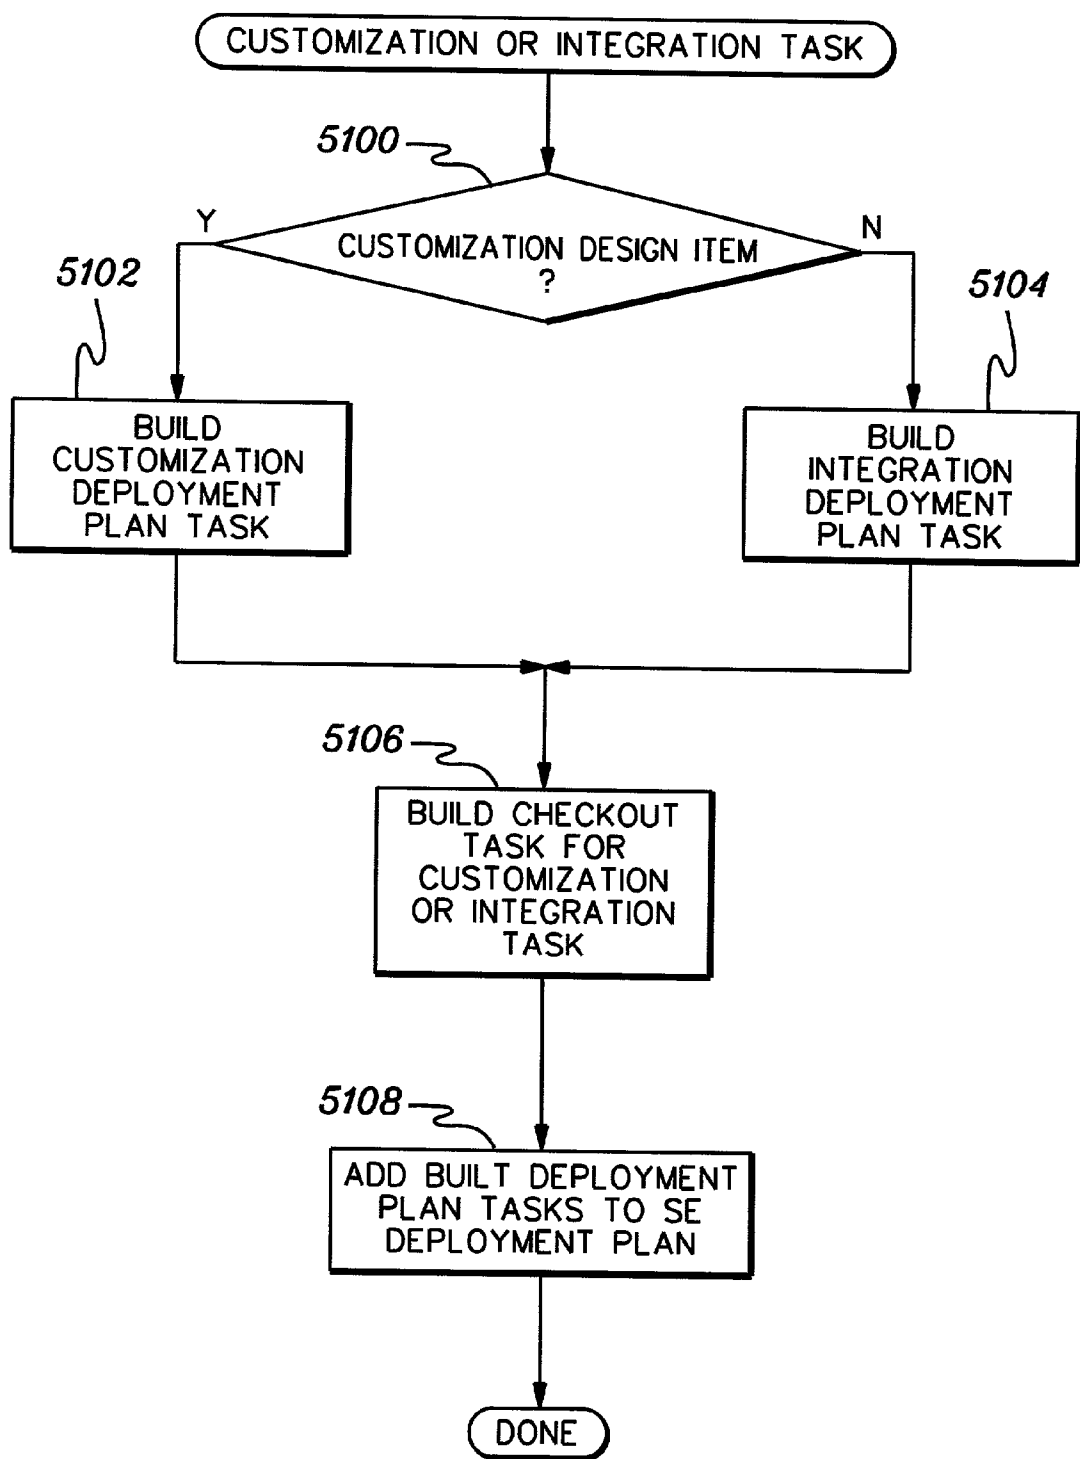 CUSTOMIZATION OR INTEGRATION TASK
5100
Y
N
CUSTOMIZATION DESIGN ITEM
?
5102
5104
BUILD
CUSTOMIZATION
DEPLOYMENT
PLAN TASK
BUILD
INTEGRATION
DEPLOYMENT
PLAN TASK
5106
BUILD CHECKOUT
TASK FOR
CUSTOMIZATION
OR INTEGRATION
TASK
5108
ADD BUILT DEPLOYMENT
PLAN TASKS TO SE
DEPLOYMENT PLAN
DONE